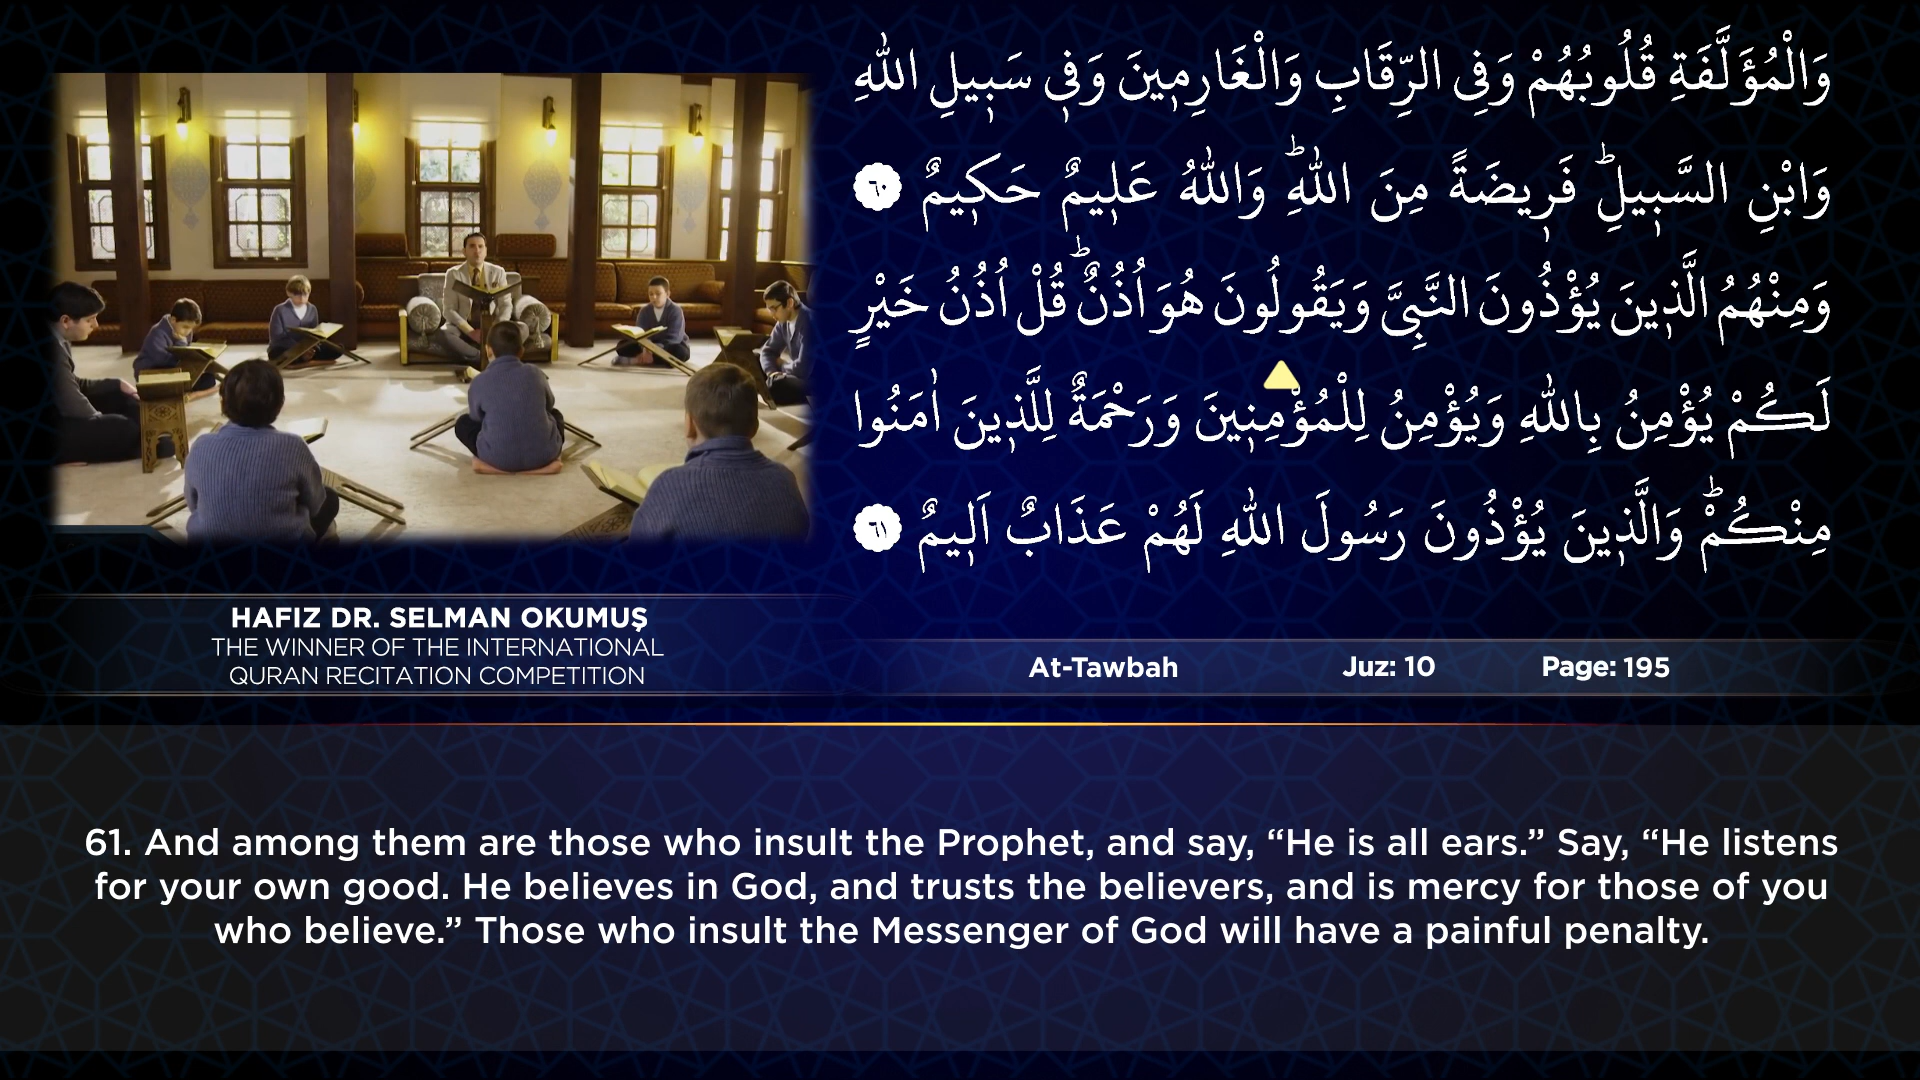 وَالْمُؤَلَّفَةِ قُلُوبُهُمْ وَفِى الرِّقَابِ وَالْغَارِمٖينَ وَفٖى سَبٖيلِ اللّٰهِ
وَابْنِ السَّبٖيلِؕ فَرٖيضَةً مِنَ اللّٰهِؕ وَاللّٰهُ عَلٖيمٌ حَكٖيمٌ ٦٠
وَمِنْهُمُ الَّذٖينَ يُؤْذُونَ النَّبِىَّ وَيَقُولُونَ هُوَ اُذُنٌؕ قُلْ اُذُنُ خَيْرٍ
لَكُمْ يُؤْمِنُ بِاللّٰهِ وَيُؤْمِنُ لِلْمُؤْمِنٖينَ وَرَحْمَةٌ لِلَّذٖينَ اٰمَنُوا
مِنْكُمْؕ وَالَّذٖينَ يُؤْذُونَ رَسُولَ اللّٰهِ لَهُمْ عَذَابٌ اَلٖيمٌ ٦١
HAFIZ DR. SELMAN OKUMUŞ
THE WINNER OF THE INTERNATIONAL
QURAN RECITATION COMPETITION
At-Tawbah Juz: 10 Page: 195
61. And among them are those who insult the Prophet, and say, “He is all ears.” Say, “He listens
for your own good. He believes in God, and trusts the believers, and is mercy for those of you
who believe.” Those who insult the Messenger of God will have a painful penalty.